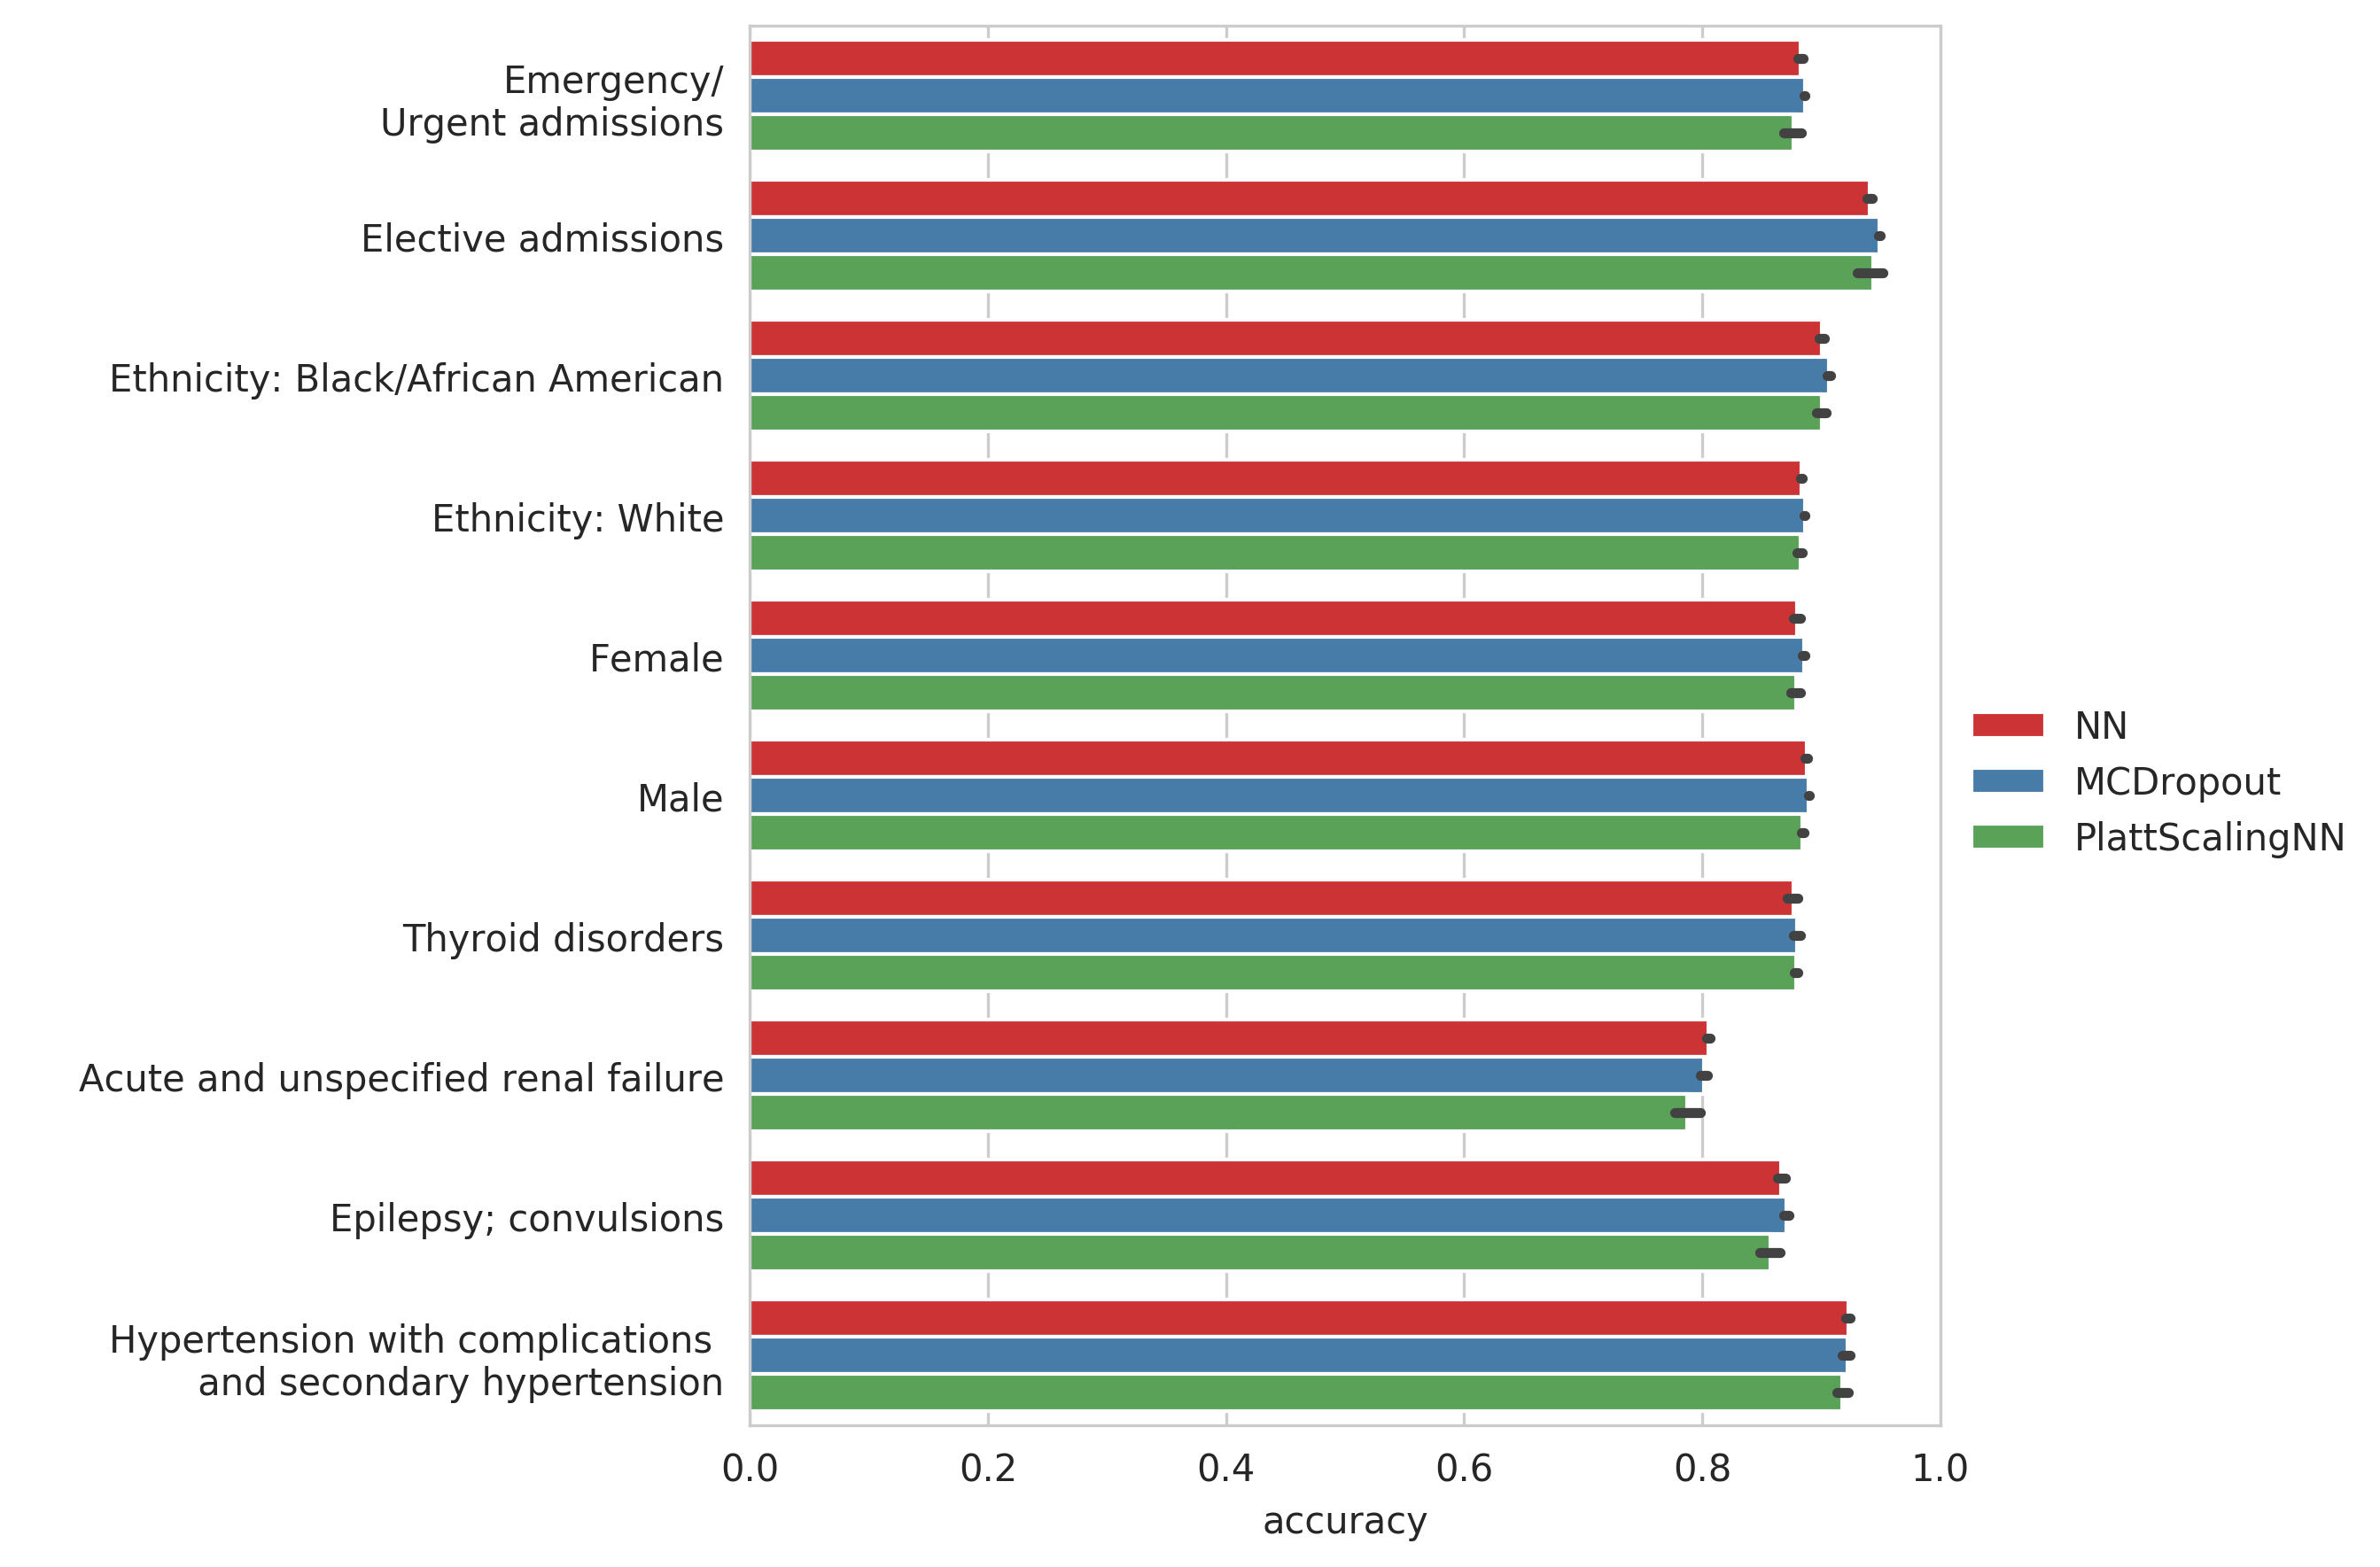 Emergency/
Urgent admissions
Elective admissions
Ethnicity: Black/African American
Ethnicity: White
Female
Male
Thyroid disorders
Acute and unspecified renal failure
Epilepsy; convulsions
Hypertension with complications
and secondary hypertension
0.0 0.2 0.4 0.6 0.8 1.0
accuracy
NN
MCDropout
PlattScalingNN